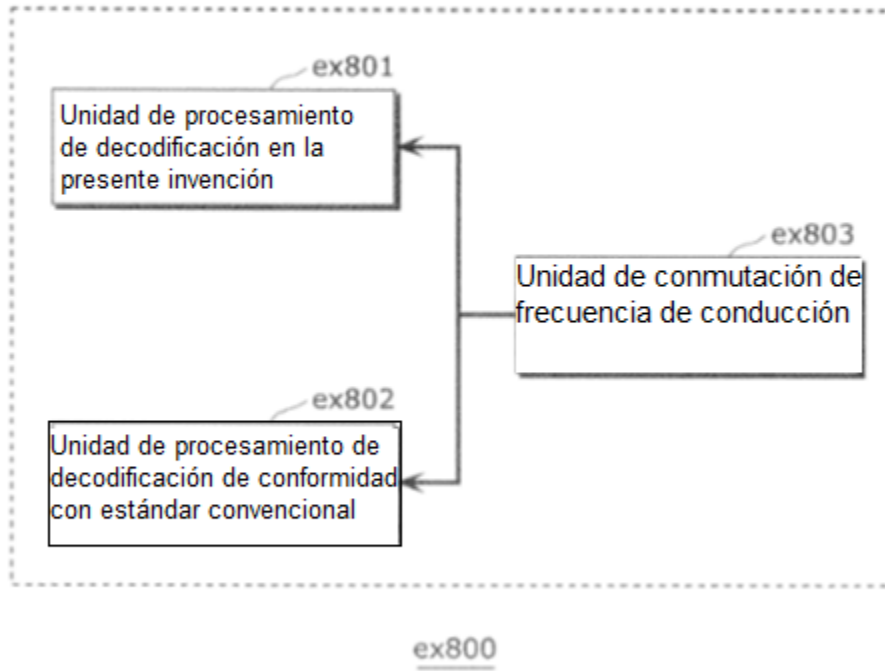 ex801
Unidad de procesamiento
de decodificación en la
presente invención
ex803
Unidad de conmutación de
frecuencia de conducción
ex802
Unidad de procesamiento de
decodificación de conformidad
con estándar convencional
ex800